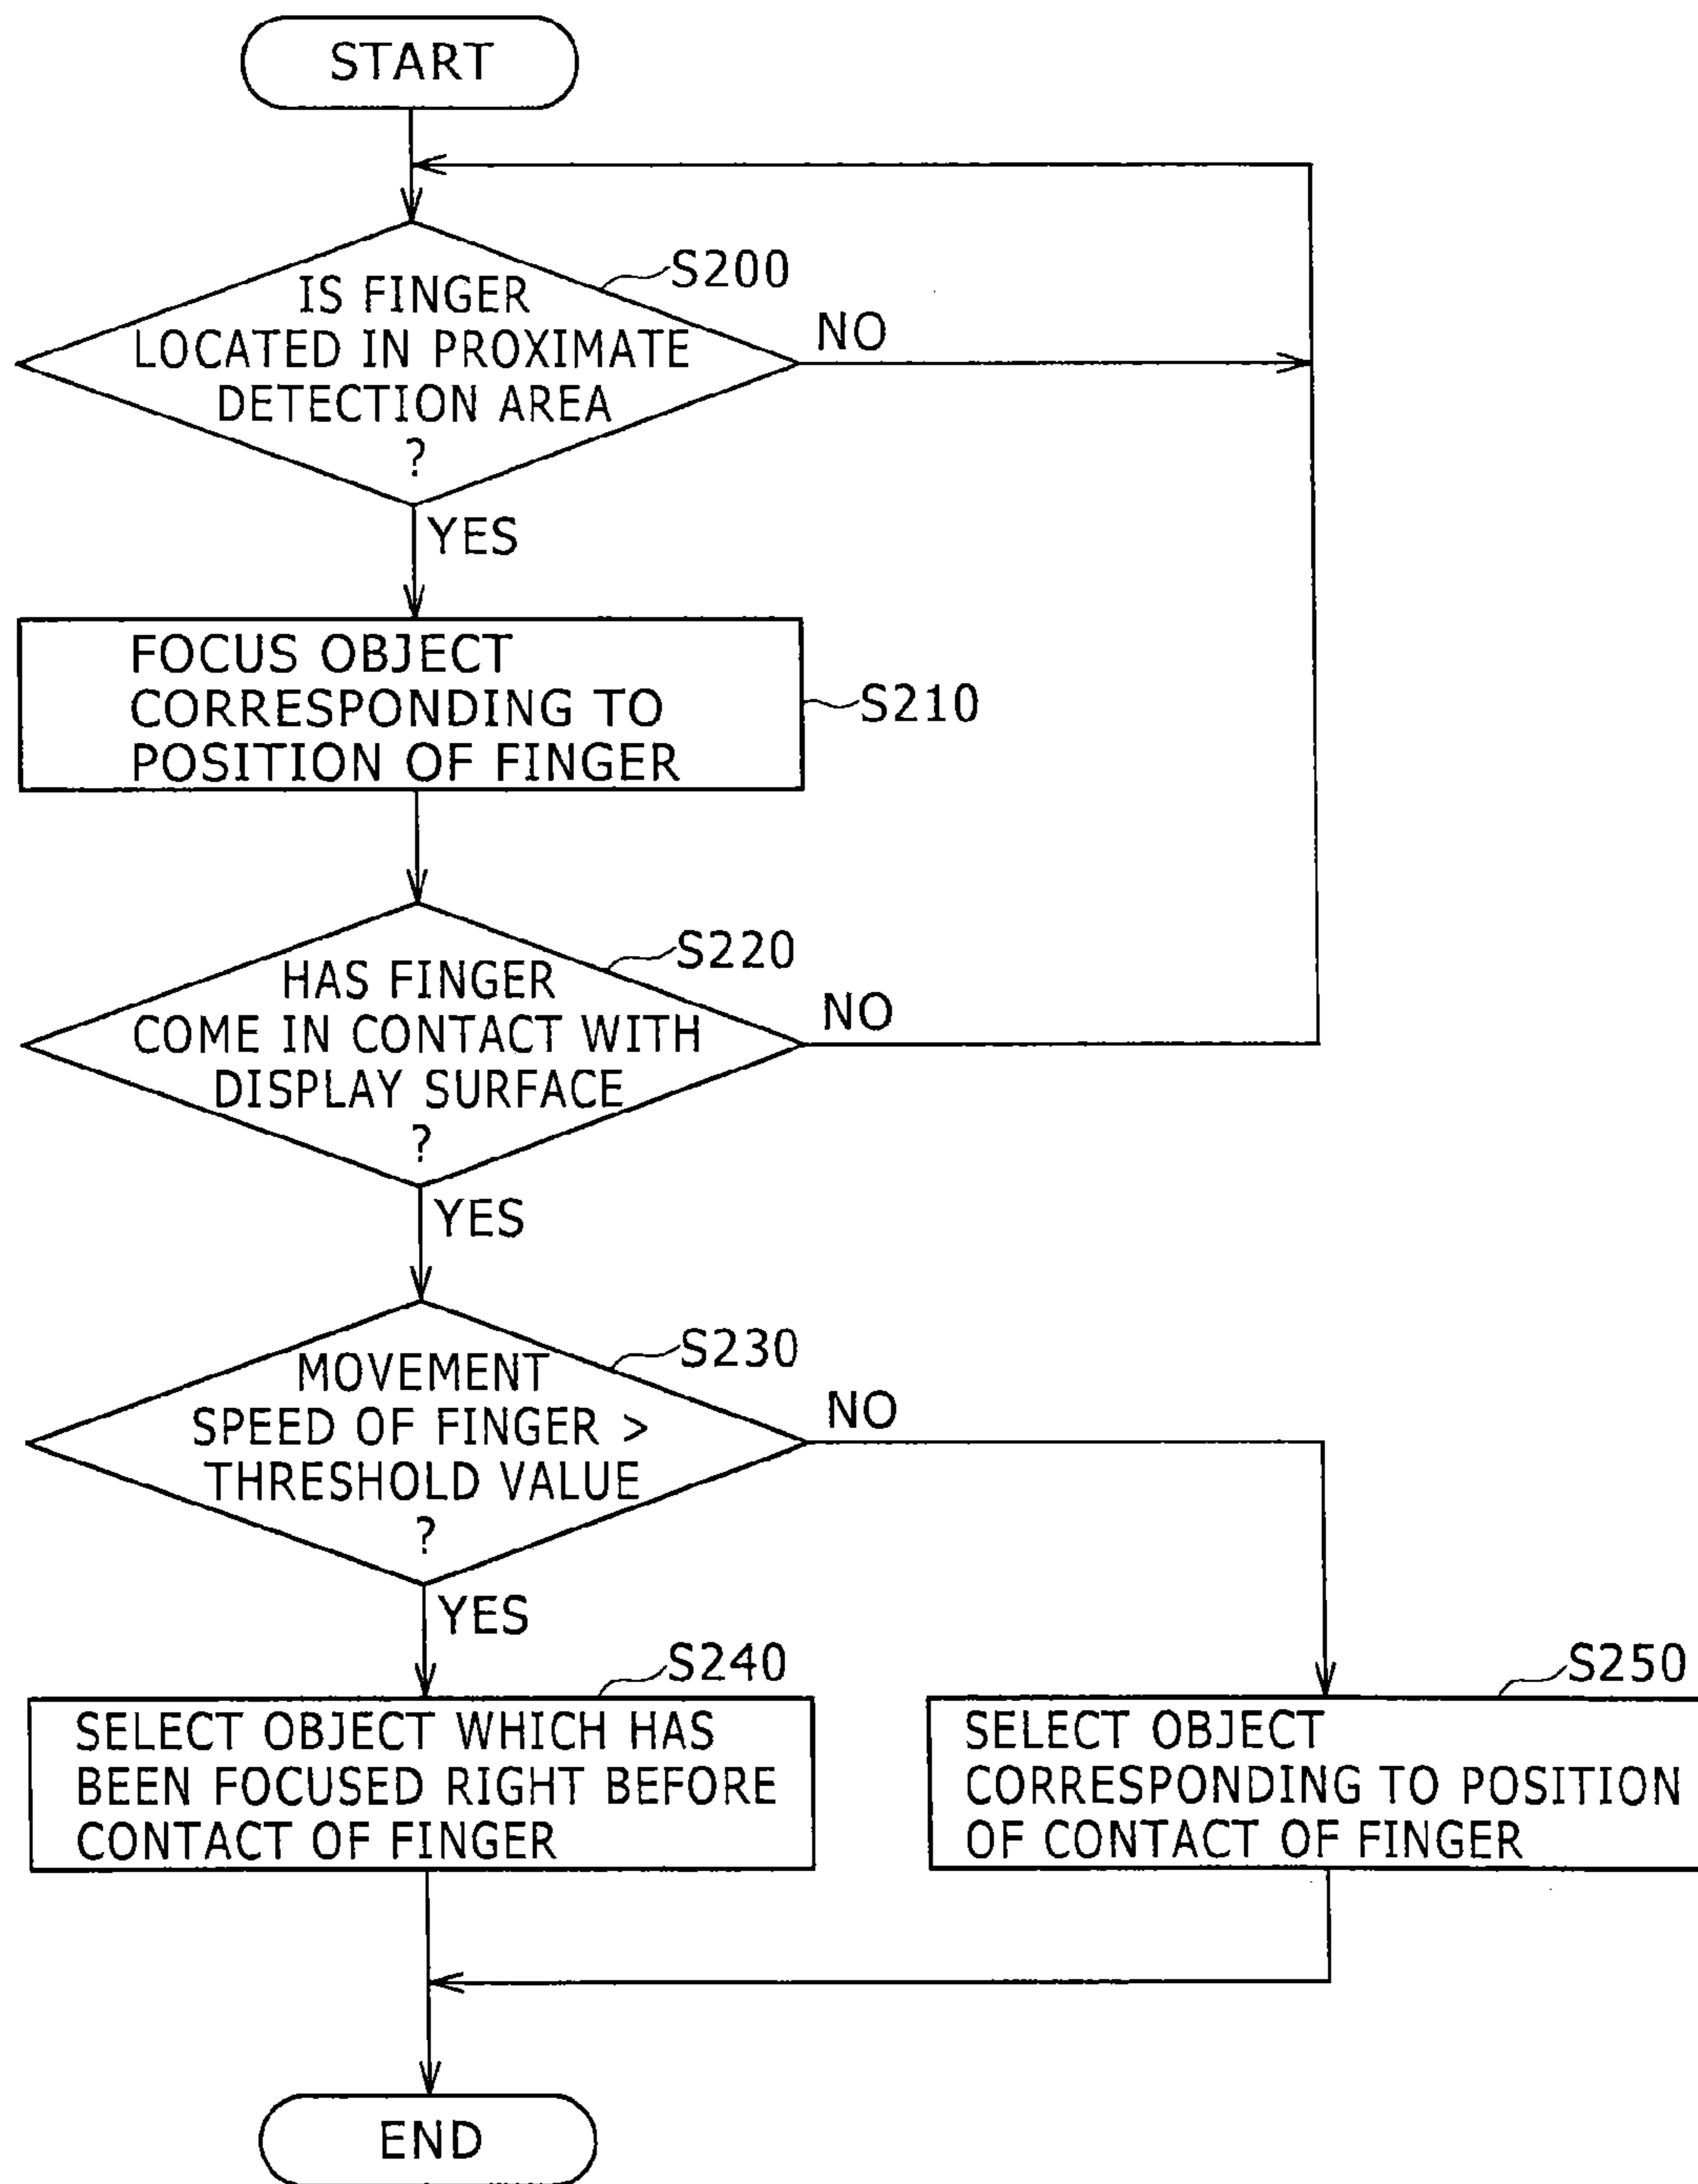 START
S200
IS FINGER
LOCATED IN PROXIMATE
DETECTION AREA
?
NO
YES
FOCUS OBJECT
CORRESPONDING TO
POSITION OF FINGER
S210
S220
HAS FINGER
COME IN CONTACT WITH
DISPLAY SURFACE
?
NO
YES
S230
MOVEMENT
SPEED OF FINGER >
THRESHOLD VALUE
?
NO
YES
S240
SELECT OBJECT WHICH HAS
BEEN FOCUSED RIGHT BEFORE
CONTACT OF FINGER
S250
SELECT OBJECT
CORRESPONDING TO POSITION
OF CONTACT OF FINGER
END